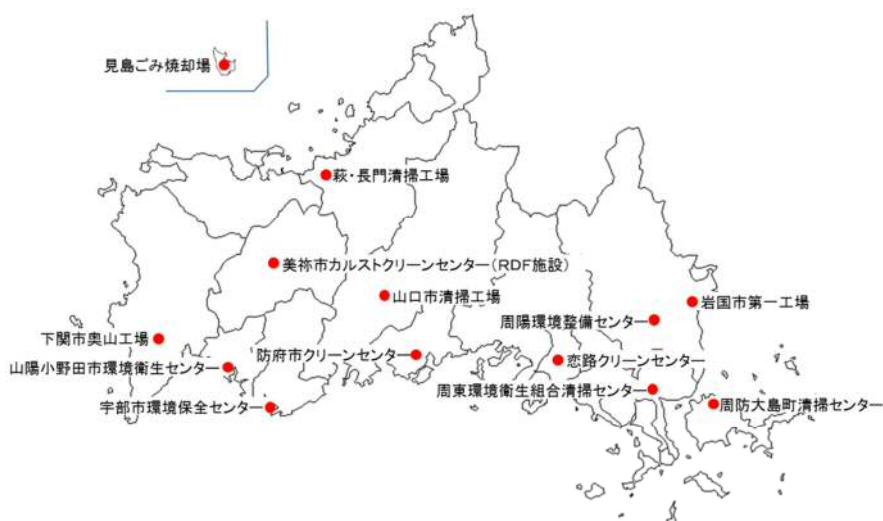 見島ごみ焼却場
萩・長門清掃工場
美祢市カルストクリーンセンター(RDF施設)
山口市清掃工場
岩国市第一工場
周陽環境整備センター
下関市奥山工場
防府市クリーンセンター
恋路クリーンセンター
山陽小野田市環境衛生センター
周東環境衛生組合清掃センター
宇部市環境保全センター
周防大島町清掃センター